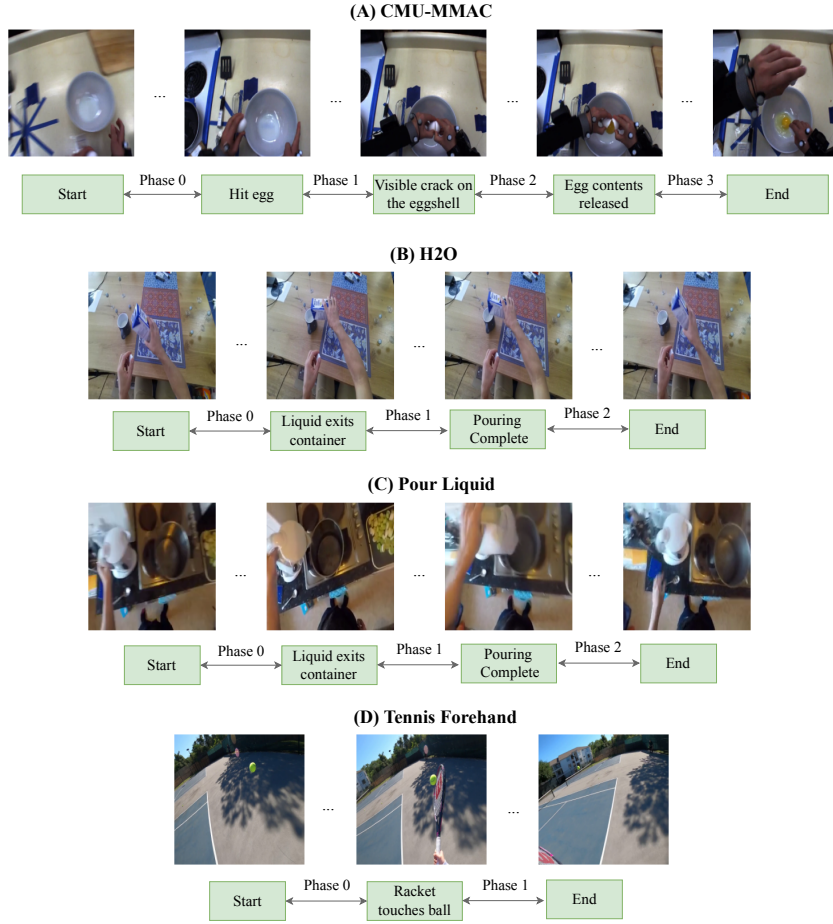 (A) CMU-MMAC
... ... ... ...
Phase 0 Phase 1 Phase 2 Phase 3
Start Hit egg Visible crack on
the eggshell Egg contents
released End
(B) H2O
... ... ...
Phase 0 Phase 1 Phase 2
Start Liquid exits
container Pouring
Complete End
(C) Pour Liquid
... ... ...
Phase 0 Phase 1 Phase 2
Start Liquid exits
container Pouring
Complete End
(D) Tennis Forehand
... ...
Phase 0 Phase 1
Start Racket
touches ball End